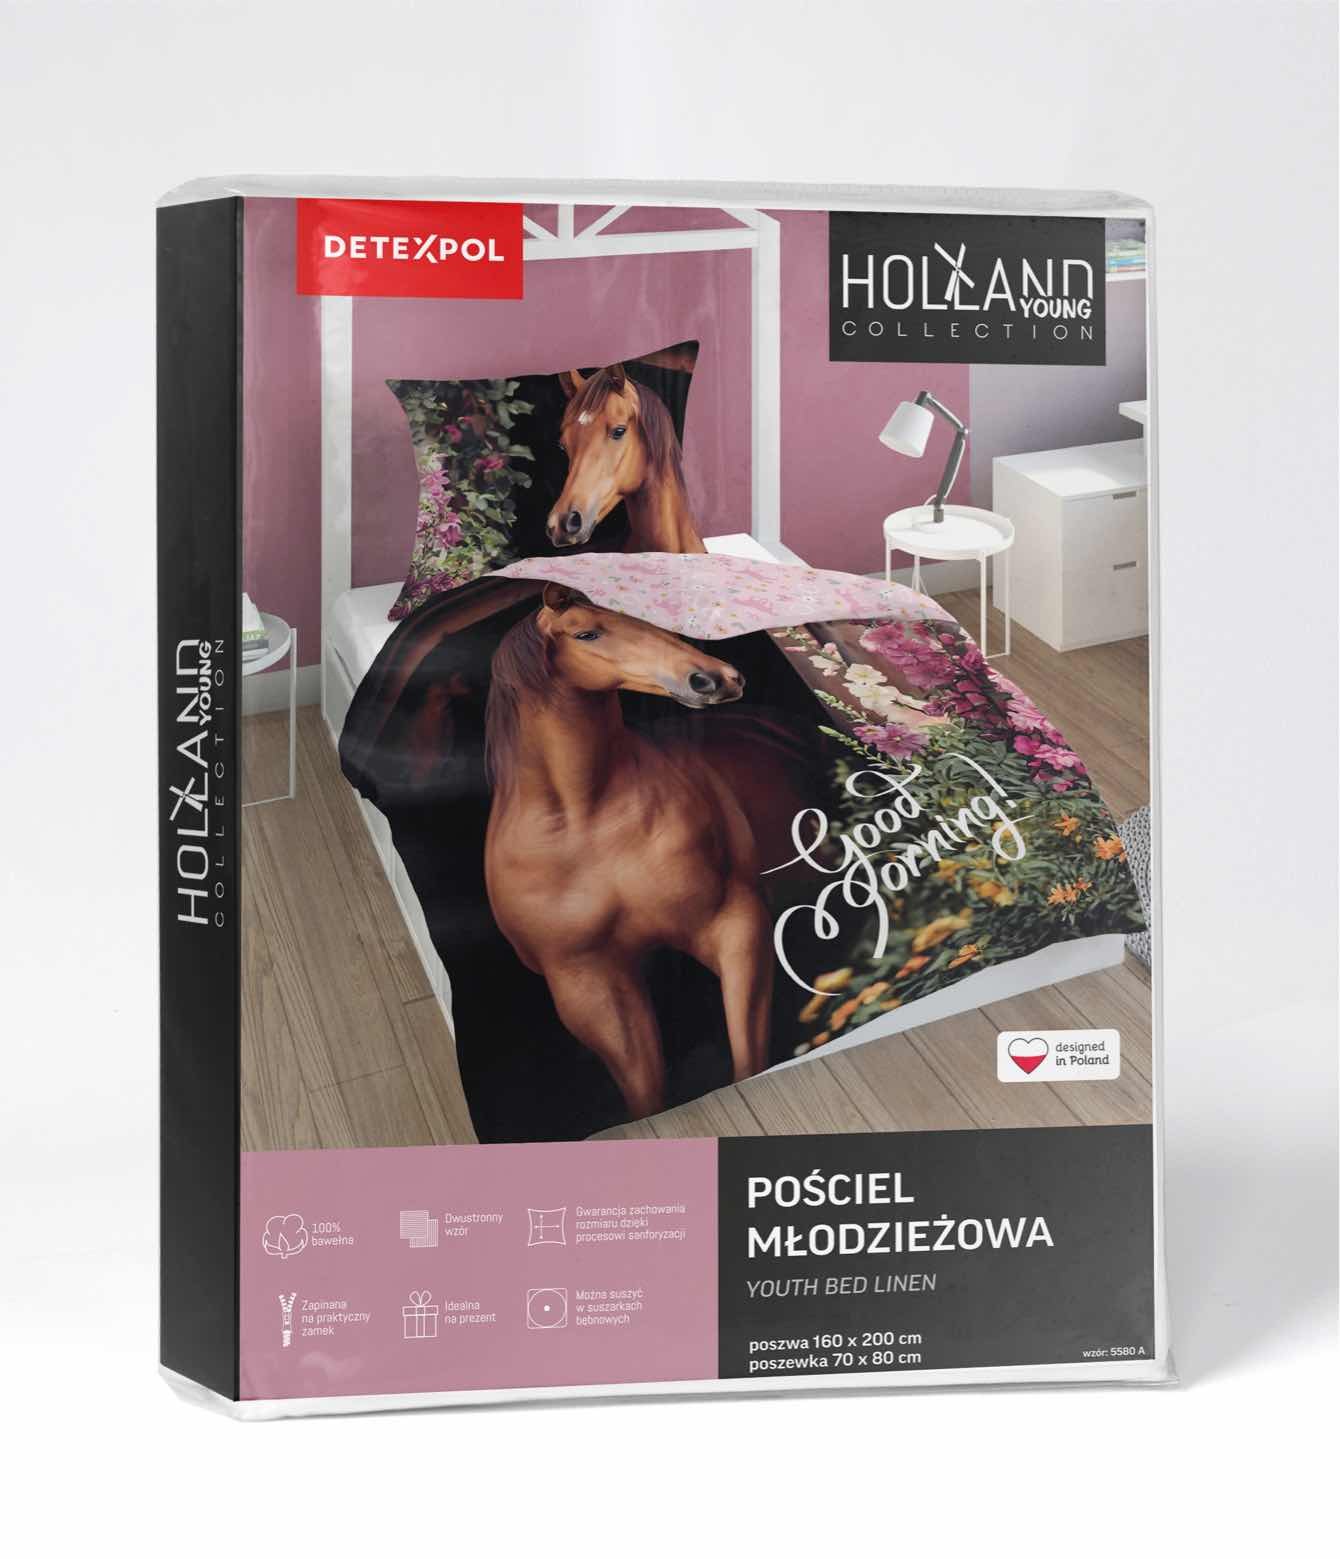 DETEXPOL
HOLLAND
YOUNG
COLLECTION
HOLLAND
YOUNG
COLLECTION
Good
Morning!
designed
in Poland
100%
bawełna
Dwustronny
wzór
Gwarancja zachowania
rozmiaru dzięki
procesowi sanforyzacji
Zapinana
na praktyczny
zamek
Idealna
na prezent
Można suszyć
w suszarkach
bębnowych
POŚCIEL
MŁODZIEŻOWA
YOUTH BED LINEN
poszwa 160 x 200 cm
poszewka 70 x 80 cm
wzór: 5580 A